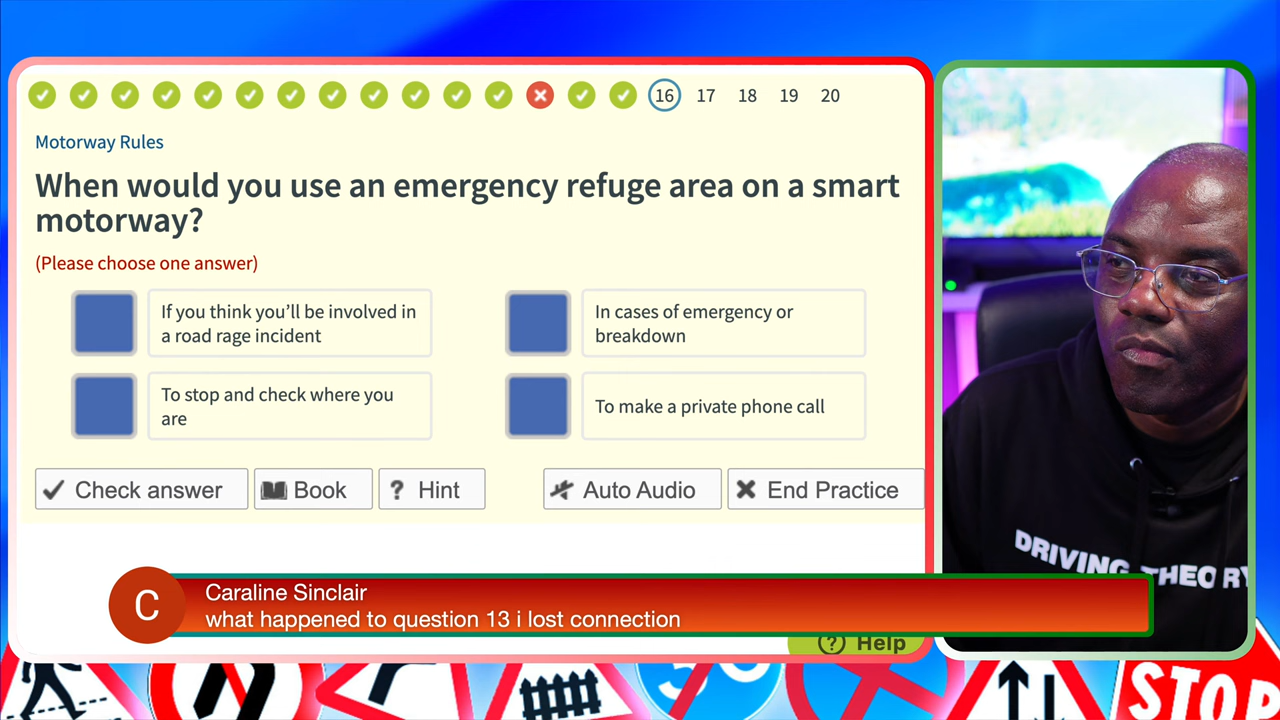 16 17 18 19 20
Motorway Rules
When would you use an emergency refuge area on a smart
motorway?
(Please choose one answer)
If you think you’ll be involved in
a road rage incident
In cases of emergency or
breakdown
To stop and check where you
are
To make a private phone call
Check answer
Book
? Hint
Auto Audio
End Practice
DRIVING THEORY
C
Caraline Sinclair
what happened to question 13 i lost connection
? Help
STOP